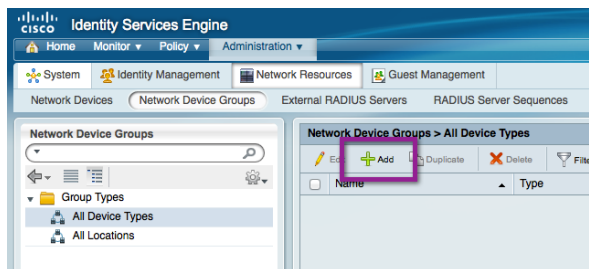 cisco Identity Services Engine
Home Monitor Policy Administration
System Identity Management Network Resources Guest Management
Network Devices Network Device Groups External RADIUS Servers RADIUS Server Sequences
Network Device Groups
Group Types
All Device Types
All Locations
Network Device Groups > All Device Types
Add Duplicate Delete
Name Type